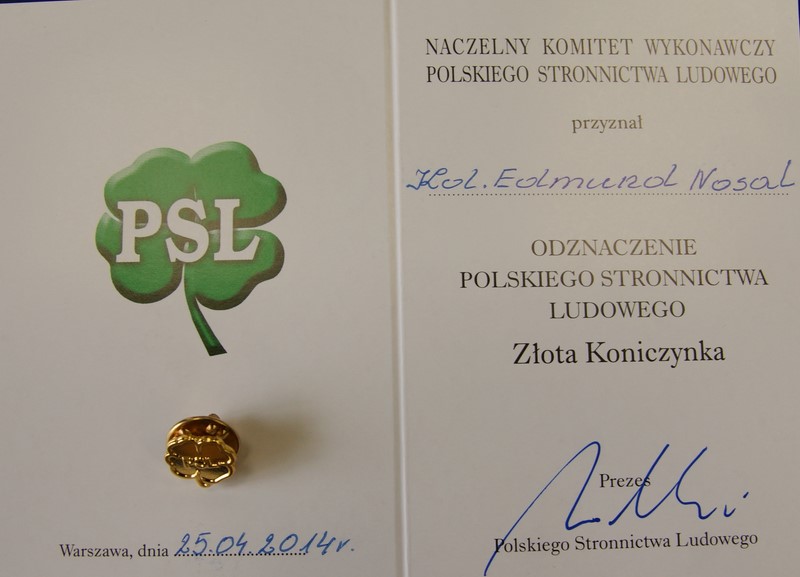 PSL
Warszawa, dnia 25.04.2014r.
NACZELNY KOMITET WYKONAWCZY
POLSKIEGO STRONNICTWA LUDOWEGO
przyznał
Kol. Edmund Nosal
ODZNACZENIE
POLSKIEGO STRONNICTWA
LUDOWEGO
Złota Koniczynka
Prezes
Polskiego Stronnictwa Ludowego